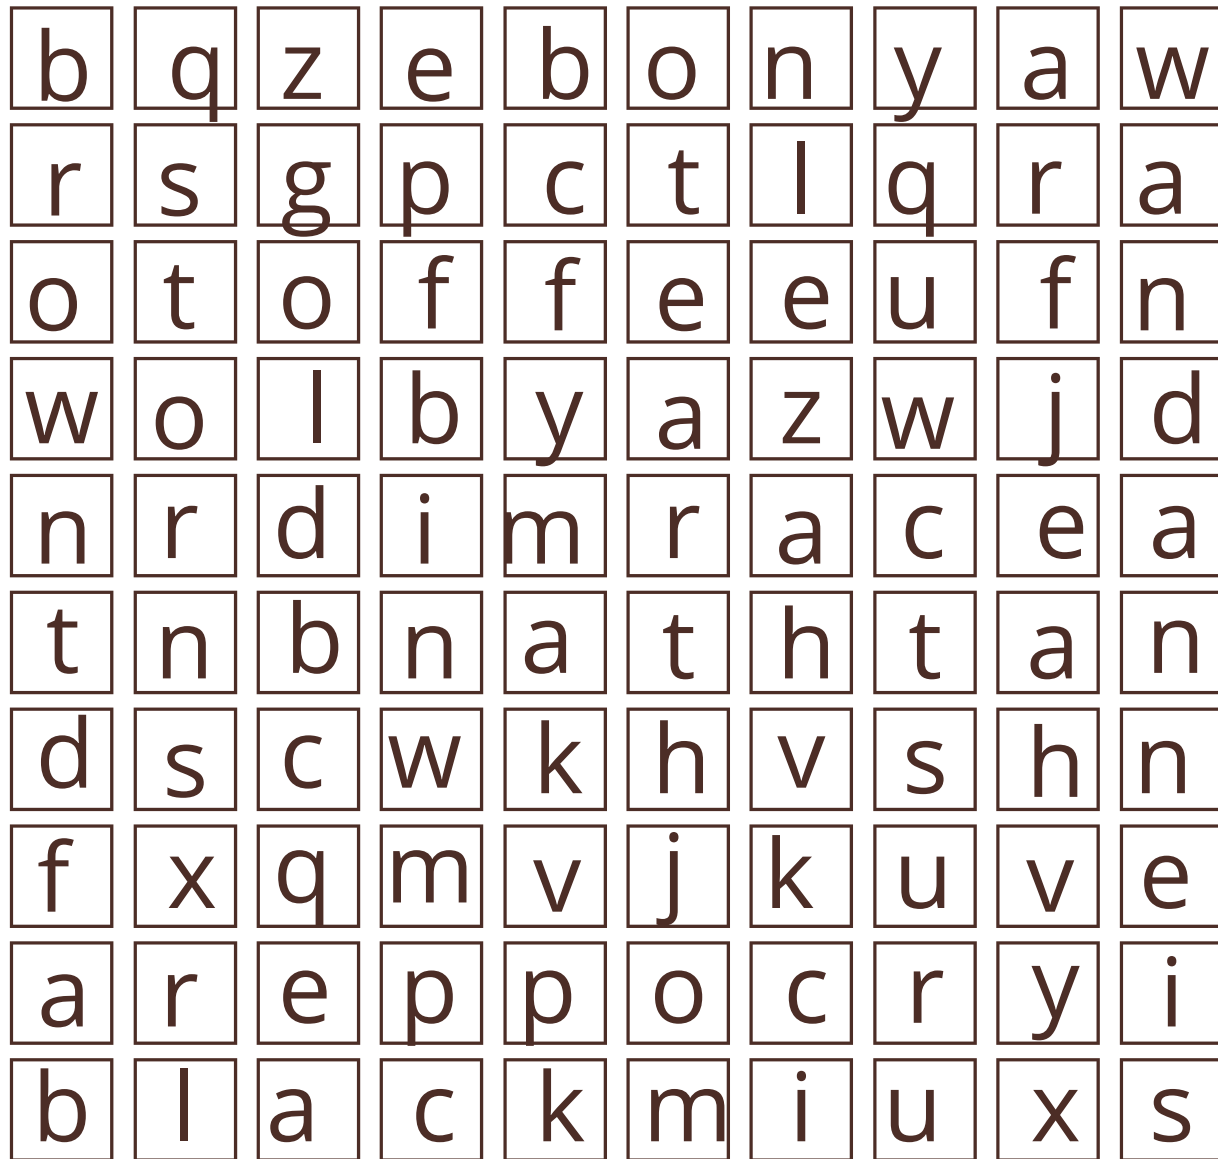 b q z e b o n y a w
r s g p c t l q r a
o t o f f e e u f n
w o l b y a z w j d
n r d i m r a c e a
t n b n a t h t a n
d s c w k h v s h n
f x q m v j k u v e
a r e p p o c r y i
b l a c k m i u x s